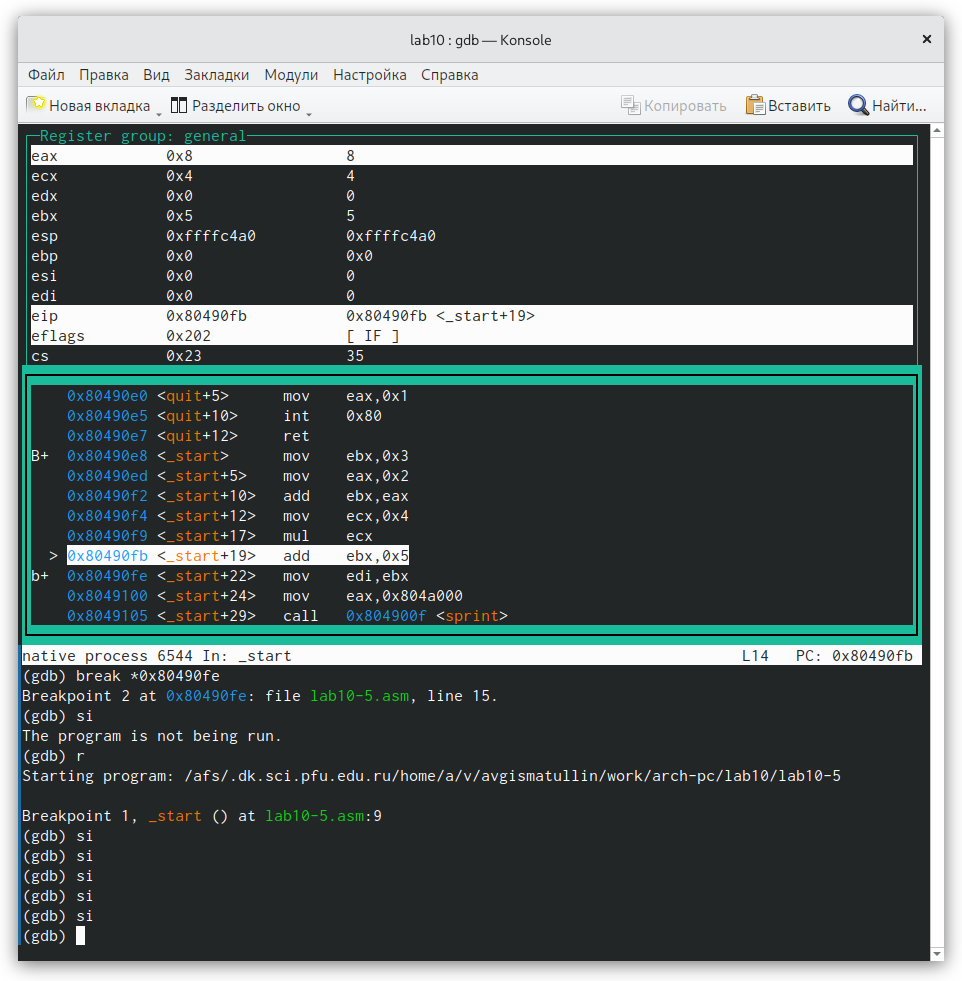 lab10 : gdb — Konsole
Файл Правка Вид Закладки Модули Настройка Справка
Новая вкладка Разделить окно Копировать Вставить Найти...
Register group: general
eax 0x8 8
ecx 0x4 4
edx 0x0 0
ebx 0x5 5
esp 0xffffc4a0 0xffffc4a0
ebp 0x0 0x0
esi 0x0 0
edi 0x0 0
eip 0x80490fb 0x80490fb <_start+19>
eflags 0x202 [ IF ]
cs 0x23 35
0x80490e0 <quit+5> mov eax,0x1
0x80490e5 <quit+10> int 0x80
0x80490e7 <quit+12> ret
B+ 0x80490e8 <_start> mov ebx,0x3
0x80490ed <_start+5> mov eax,0x2
0x80490f2 <_start+10> add ebx,eax
0x80490f4 <_start+12> mov ecx,0x4
0x80490f9 <_start+17> mul ecx
> 0x80490fb <_start+19> add ebx,0x5
b+ 0x80490fe <_start+22> mov edi,ebx
0x8049100 <_start+24> mov eax,0x804a000
0x8049105 <_start+29> call 0x804900f <sprint>
native process 6544 In: _start L14 PC: 0x80490fb
(gdb) break *0x80490fe
Breakpoint 2 at 0x80490fe: file lab10-5.asm, line 15.
(gdb) si
The program is not being run.
(gdb) r
Starting program: /afs/.dk.sci.pfu.edu.ru/home/a/v/avgismatullin/work/arch-pc/lab10/lab10-5
Breakpoint 1, _start () at lab10-5.asm:9
(gdb) si
(gdb) si
(gdb) si
(gdb) si
(gdb) si
(gdb)